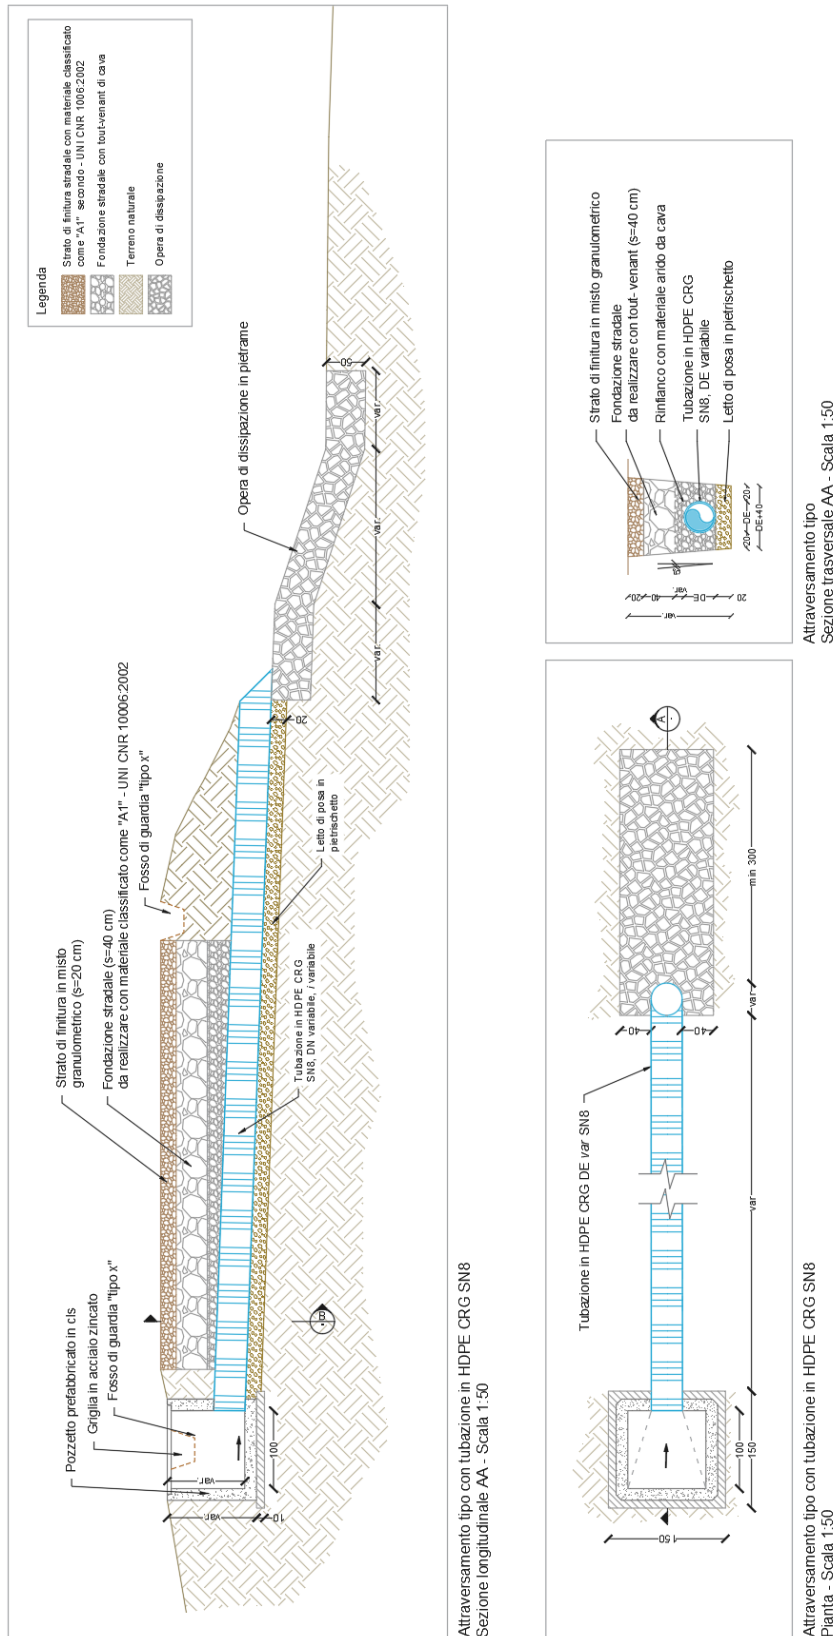 Legenda
Strato di finitura stradale con materiale classificato
come "A1" secondo - UNI CNR 1006:2002
Fondazione stradale con tout-venant di cava
Terreno naturale
Opera di dissipazione
Pozzetto prefabbricato in cls
Griglia in acciaio zincato
Fosso di guardia "tipo x"
Strato di finitura in misto
granulometrico (s=20 cm)
Fondazione stradale (s=40 cm)
da realizzare con materiale classificato come "A1" - UNI CNR 10006:2002
Fosso di guardia "tipo x"
Opera di dissipazione in pietrame
Tubazione in HDPE CRG
SN8, DN variabile, i variabile
Letto di posa in
pietrischetto
var.
var.
10
100
B
20
var.
var.
var.
50
Attraversamento tipo con tubazione in HDPE CRG SN8
Sezione longitudinale AA - Scala 1:50
Tubazione in HDPE CRG DE var SN8
150
100
150
var
40
40
var
min 300
A
Attraversamento tipo con tubazione in HDPE CRG SN8
Pianta - Scala 1:50
Strato di finitura in misto granulometrico
Fondazione stradale
da realizzare con tout- venant (s=40 cm)
Rinfianco con materiale arido da cava
Tubazione in HDPE CRG
SN8, DE variabile
Letto di posa in pietrischetto
var.
20
40
var.
DE
20
20
DE
20
DE+40
Attraversamento tipo
Sezione trasversale AA - Scala 1:50